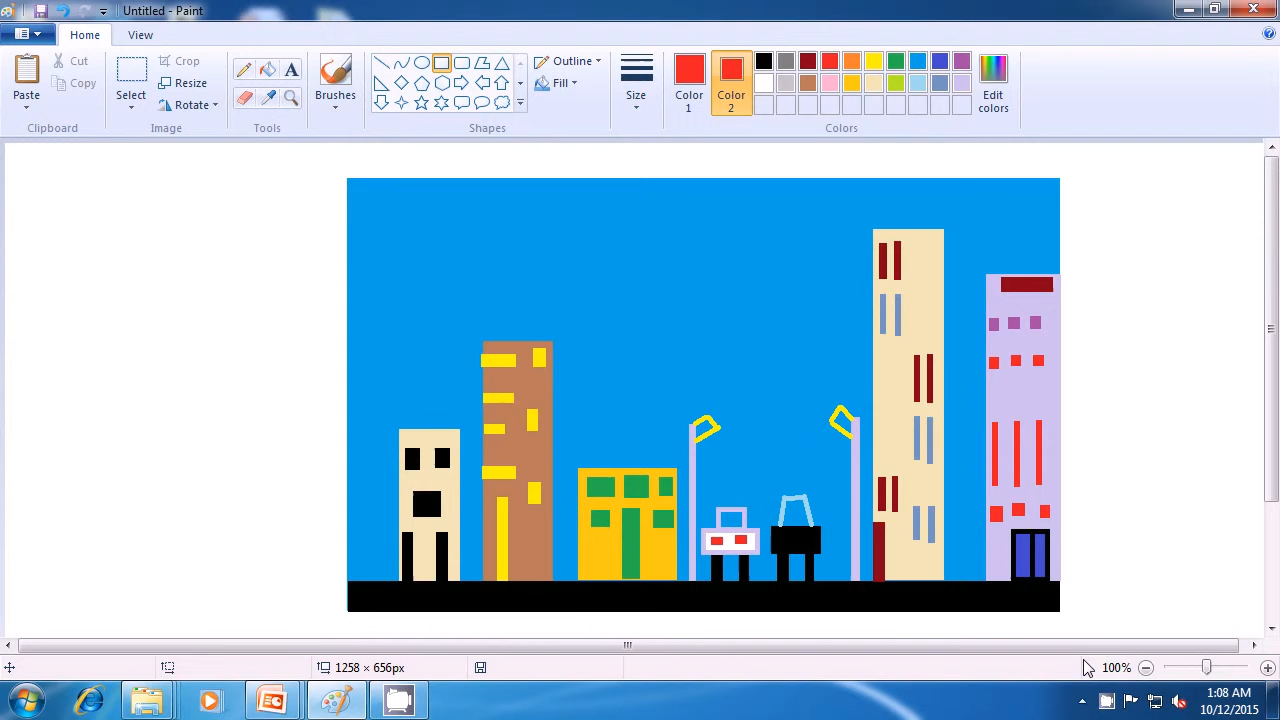 Untitled - Paint
Home
View
Paste
Cut
Copy
Clipboard
Select
Crop
Resize
Rotate
Image
A
Tools
Brushes
Outline
Fill
Shapes
Size
Color 1
Color 2
Edit colors
Colors
1258 × 656px
100%
1:08 AM
10/12/2015